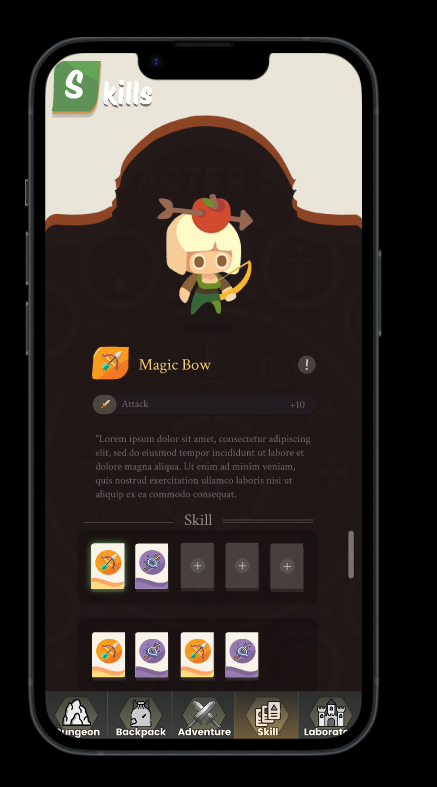 Skills
Magic Bow
!
Attack +10
"Lorem ipsum dolor sit amet, consectetur adipiscing
elit, sed do eiusmod tempor incididunt ut labore et
dolore magna aliqua. Ut enim ad minim veniam,
quis nostrud exercitation ullamco laboris nisi ut
aliquip ex ea commodo consequat.
Skill
+ + +
ungeon Backpack Adventure Skill Laborat